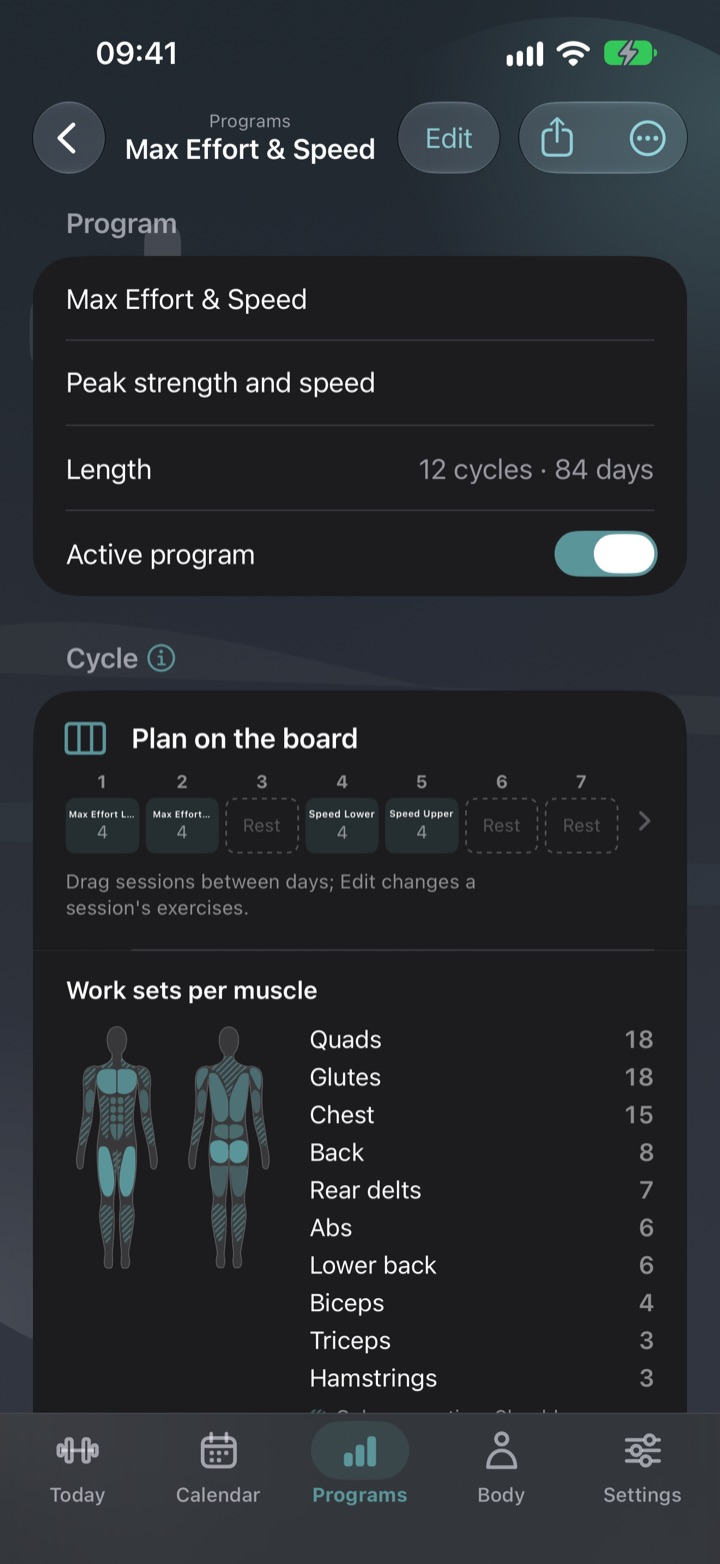 09:41
Programs
Max Effort & Speed
Edit
Program
Max Effort & Speed
Peak strength and speed
Length 12 cycles · 84 days
Active program
Cycle
Plan on the board
1 2 3 4 5 6 7
Max Effort L... Max Effort... Rest Speed Lower Speed Upper Rest Rest
4 4 4 4
Drag sessions between days; Edit changes a
session's exercises.
Work sets per muscle
Quads 18
Glutes 18
Chest 15
Back 8
Rear delts 7
Abs 6
Lower back 6
Biceps 4
Triceps 3
Hamstrings 3
Today Calendar Programs Body Settings